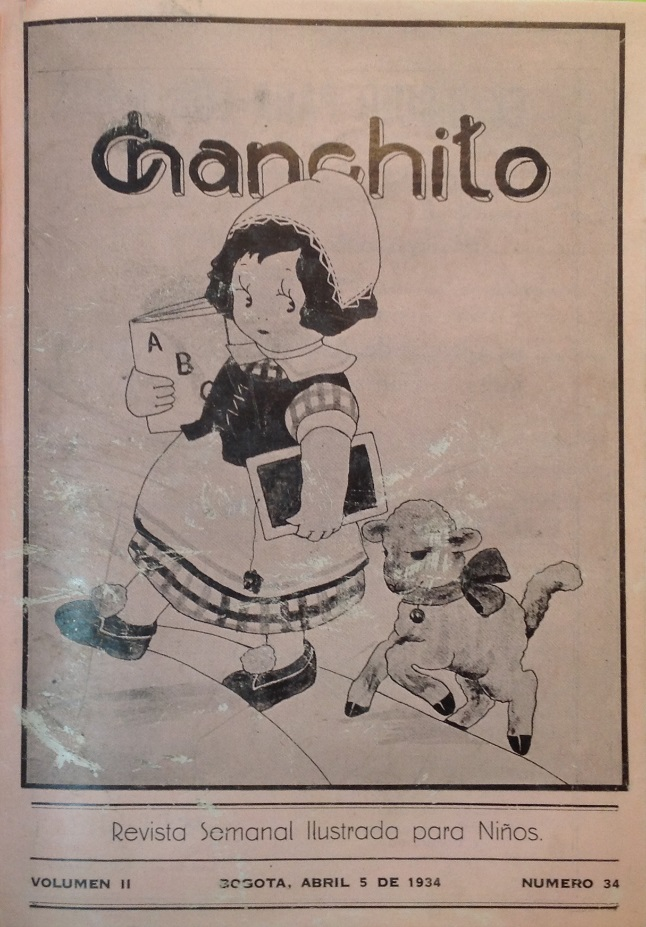 Chanchito
A
B
C
Revista Semanal Ilustrada para Niños.
VOLUMEN II BOGOTA, ABRIL 5 DE 1934 NUMERO 34